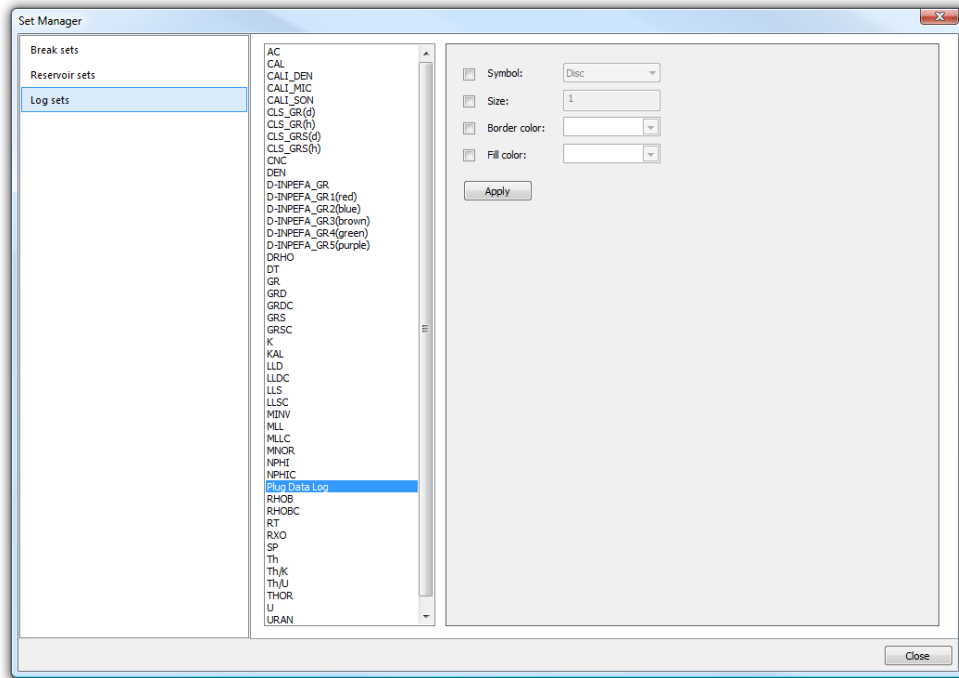 Set Manager
Break sets
Reservoir sets
Log sets
AC
CAL
CALI_DEN
CALI_MIC
CALI_SON
CLS_GR(d)
CLS_GR(h)
CLS_GRS(d)
CLS_GRS(h)
CNC
DEN
D-INPEFA_GR
D-INPEFA_GR1(red)
D-INPEFA_GR2(blue)
D-INPEFA_GR3(brown)
D-INPEFA_GR4(green)
D-INPEFA_GR5(purple)
DRHO
DT
GR
GRD
GRDC
GRS
GRSC
K
KAL
LLD
LLDC
LLS
LLSC
MINV
MLL
MLLC
MNOR
NPHI
NPHIC
Plug Data Log
RHOB
RHOBC
RT
RXO
SP
Th
Th/K
Th/U
THOR
U
URAN
Symbol: Disc
Size: 1
Border color:
Fill color:
Apply
Close